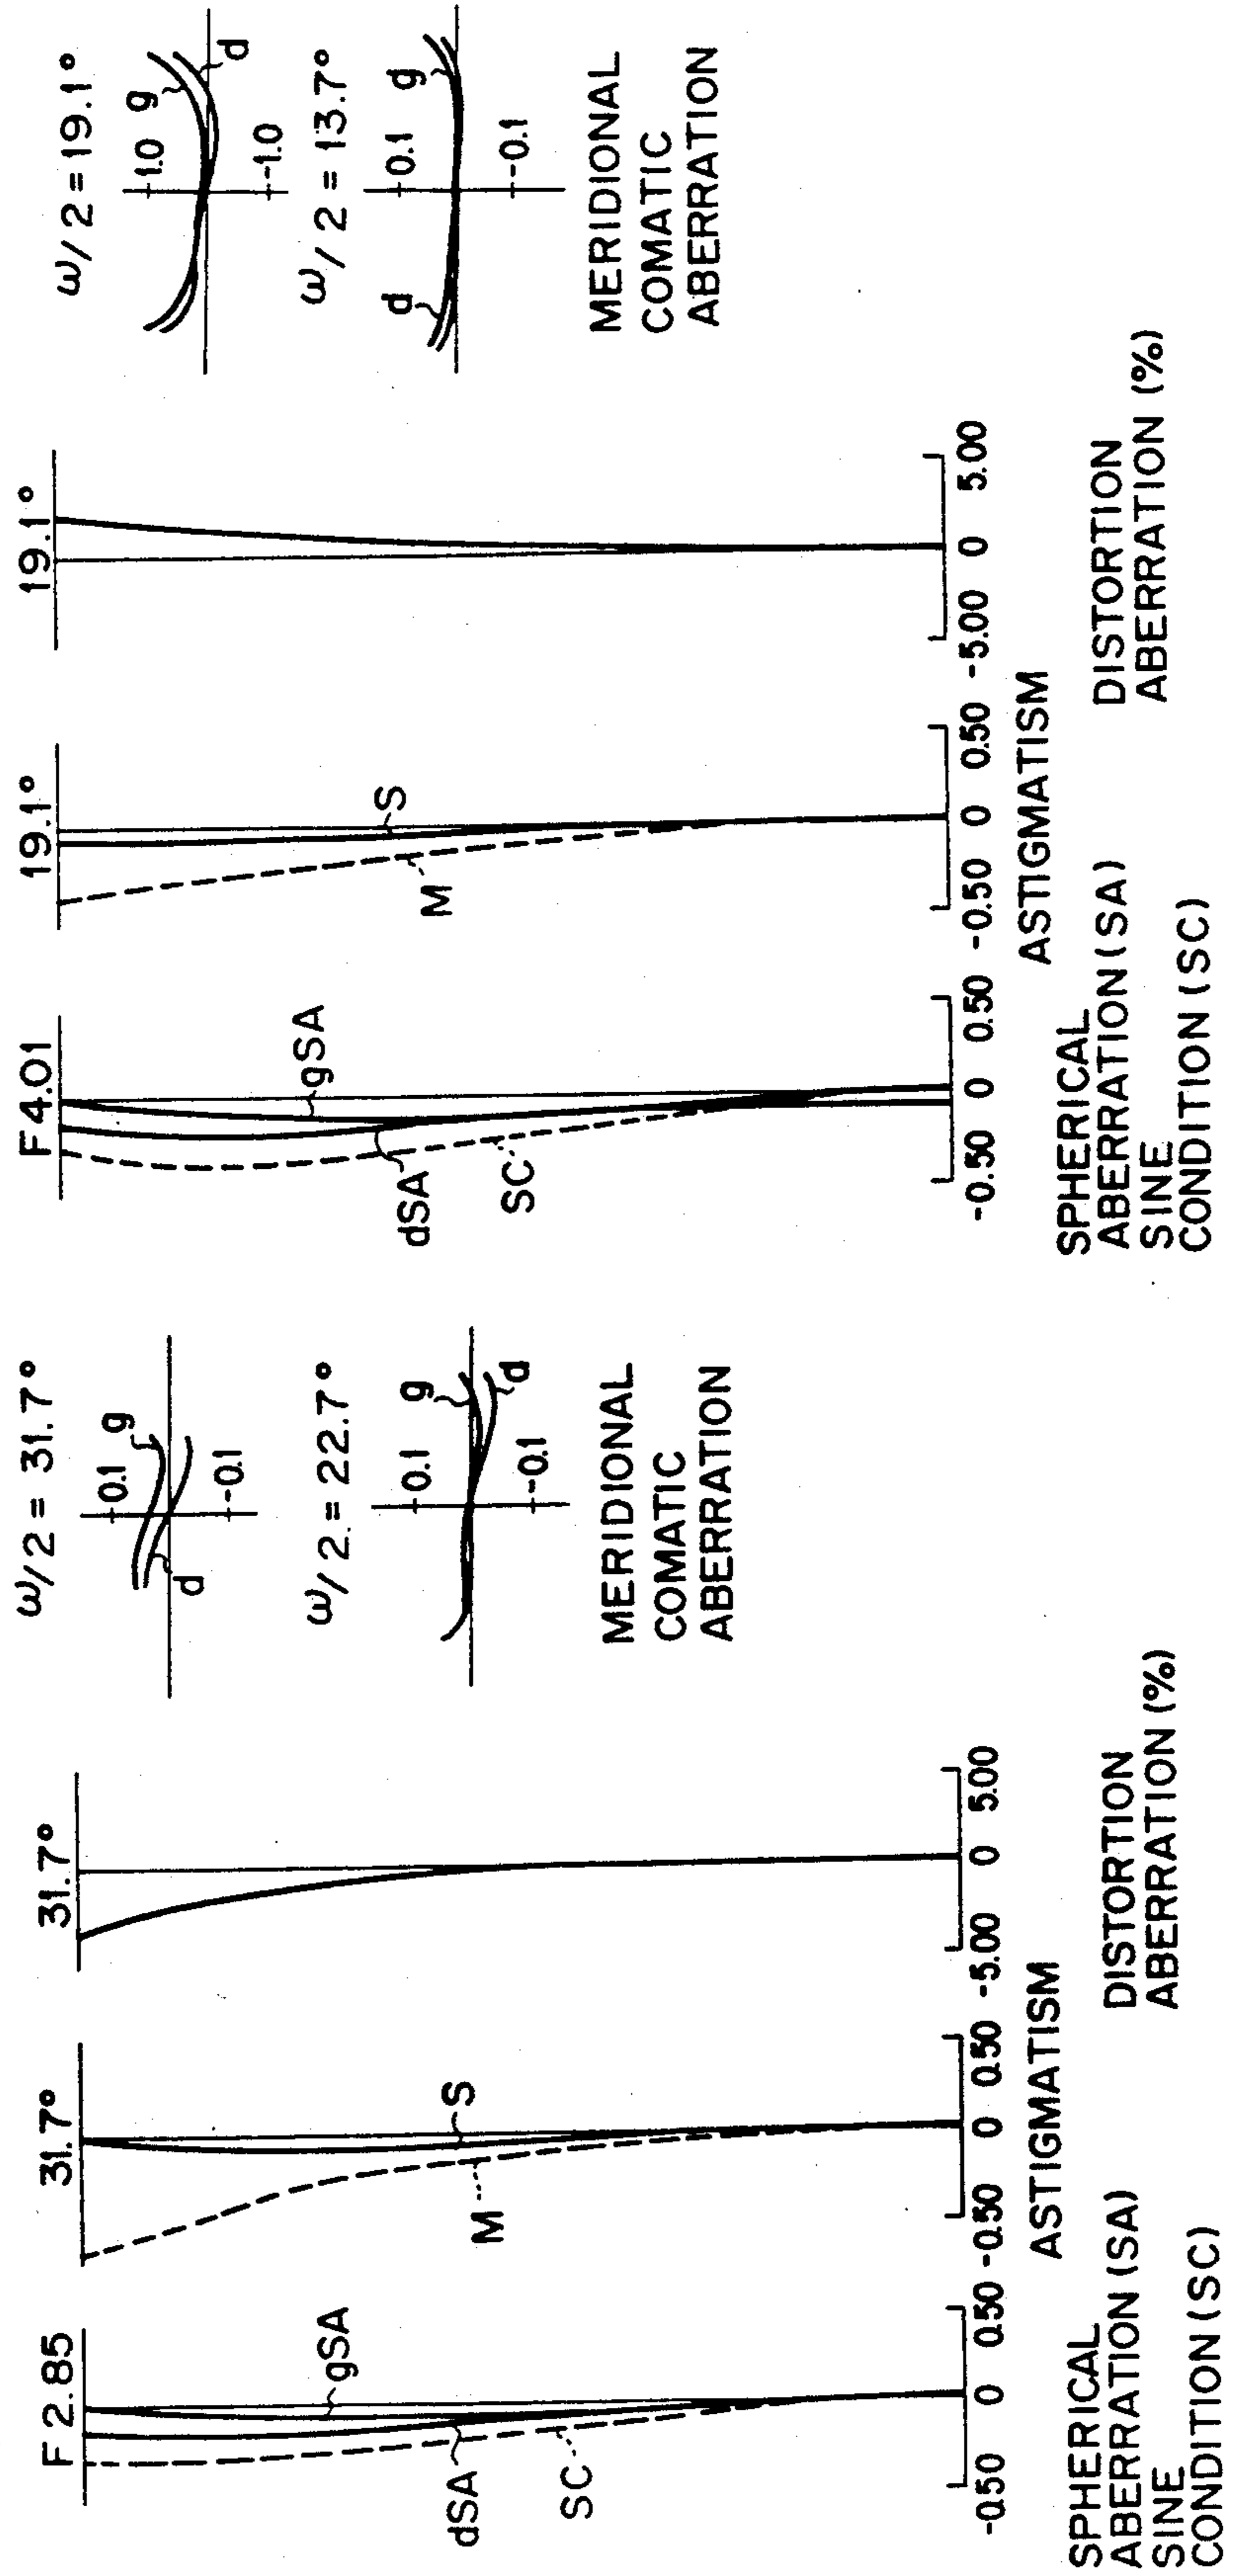 F 2.85
gSA
dSA
SC
-0.50 0 0.50
SPHERICAL
ABERRATION (SA)
SINE
CONDITION (SC)
31.7°
S
M
-0.50 0 0.50
ASTIGMATISM
31.7°
-5.00 0 5.00
DISTORTION
ABERRATION (%)
ω/2 = 31.7°
0.1
g
d
-0.1
ω/2 = 22.7°
0.1
g
d
-0.1
MERIDIONAL
COMATIC
ABERRATION
F4.01
gSA
dSA
SC
-0.50 0 0.50
SPHERICAL
ABERRATION (SA)
SINE
CONDITION (SC)
19.1°
S
M
-0.50 0 0.50
ASTIGMATISM
19.1°
-5.00 0 5.00
DISTORTION
ABERRATION (%)
ω/2 = 19.1°
1.0
g
d
-1.0
ω/2 = 13.7°
0.1
g
d
-0.1
MERIDIONAL
COMATIC
ABERRATION